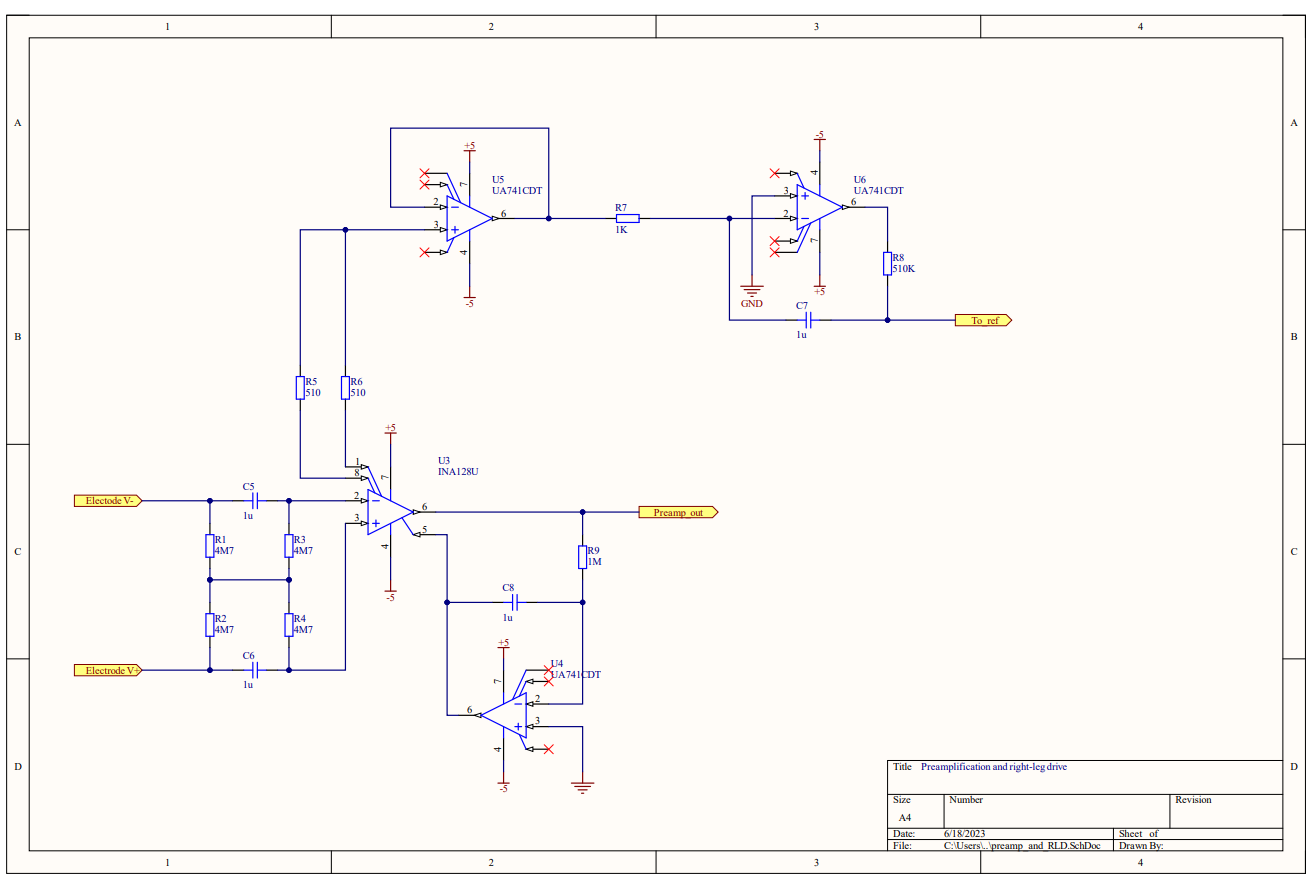 1 2 3 4
A A
+5
7
U5
UA741CDT
2
3
6
4
-5
R7
1K
-5
4
U6
UA741CDT
3
2
6
7
+5
GND
R8
510K
C7
1u
To_ref
B B
R5
510
R6
510
+5
U3
INA128U
1
8
7
2
3
6
5
4
-5
Electode V-
C5
1u
Preamp_out
R1
4M7
R3
4M7
R9
1M
C C
R2
4M7
R4
4M7
C8
1u
Electrode V+
C6
1u
+5
U4
UA741CDT
7
2
6
3
4
-5
D D
Title Preamplification and right-leg drive
Size Number Revision
A4
Date: 6/18/2023 Sheet of
File: C:\Users\..\preamp_and_RLD.SchDoc Drawn By:
1 2 3 4